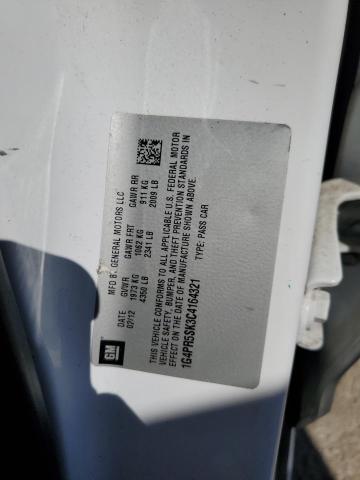 GM
DATE
02/12
MFD BY GENERAL MOTORS LLC
GVWR
1973 KG
4350 LB
GAWR FRT
1062 KG
2341 LB
GAWR RR
911 KG
2009 LB
THIS VEHICLE CONFORMS TO ALL APPLICABLE U.S. FEDERAL MOTOR
VEHICLE SAFETY, BUMPER, AND THEFT PREVENTION STANDARDS IN
EFFECT ON THE DATE OF MANUFACTURE SHOWN ABOVE.
1G4PR5SK3C4164321
TYPE: PASS CAR